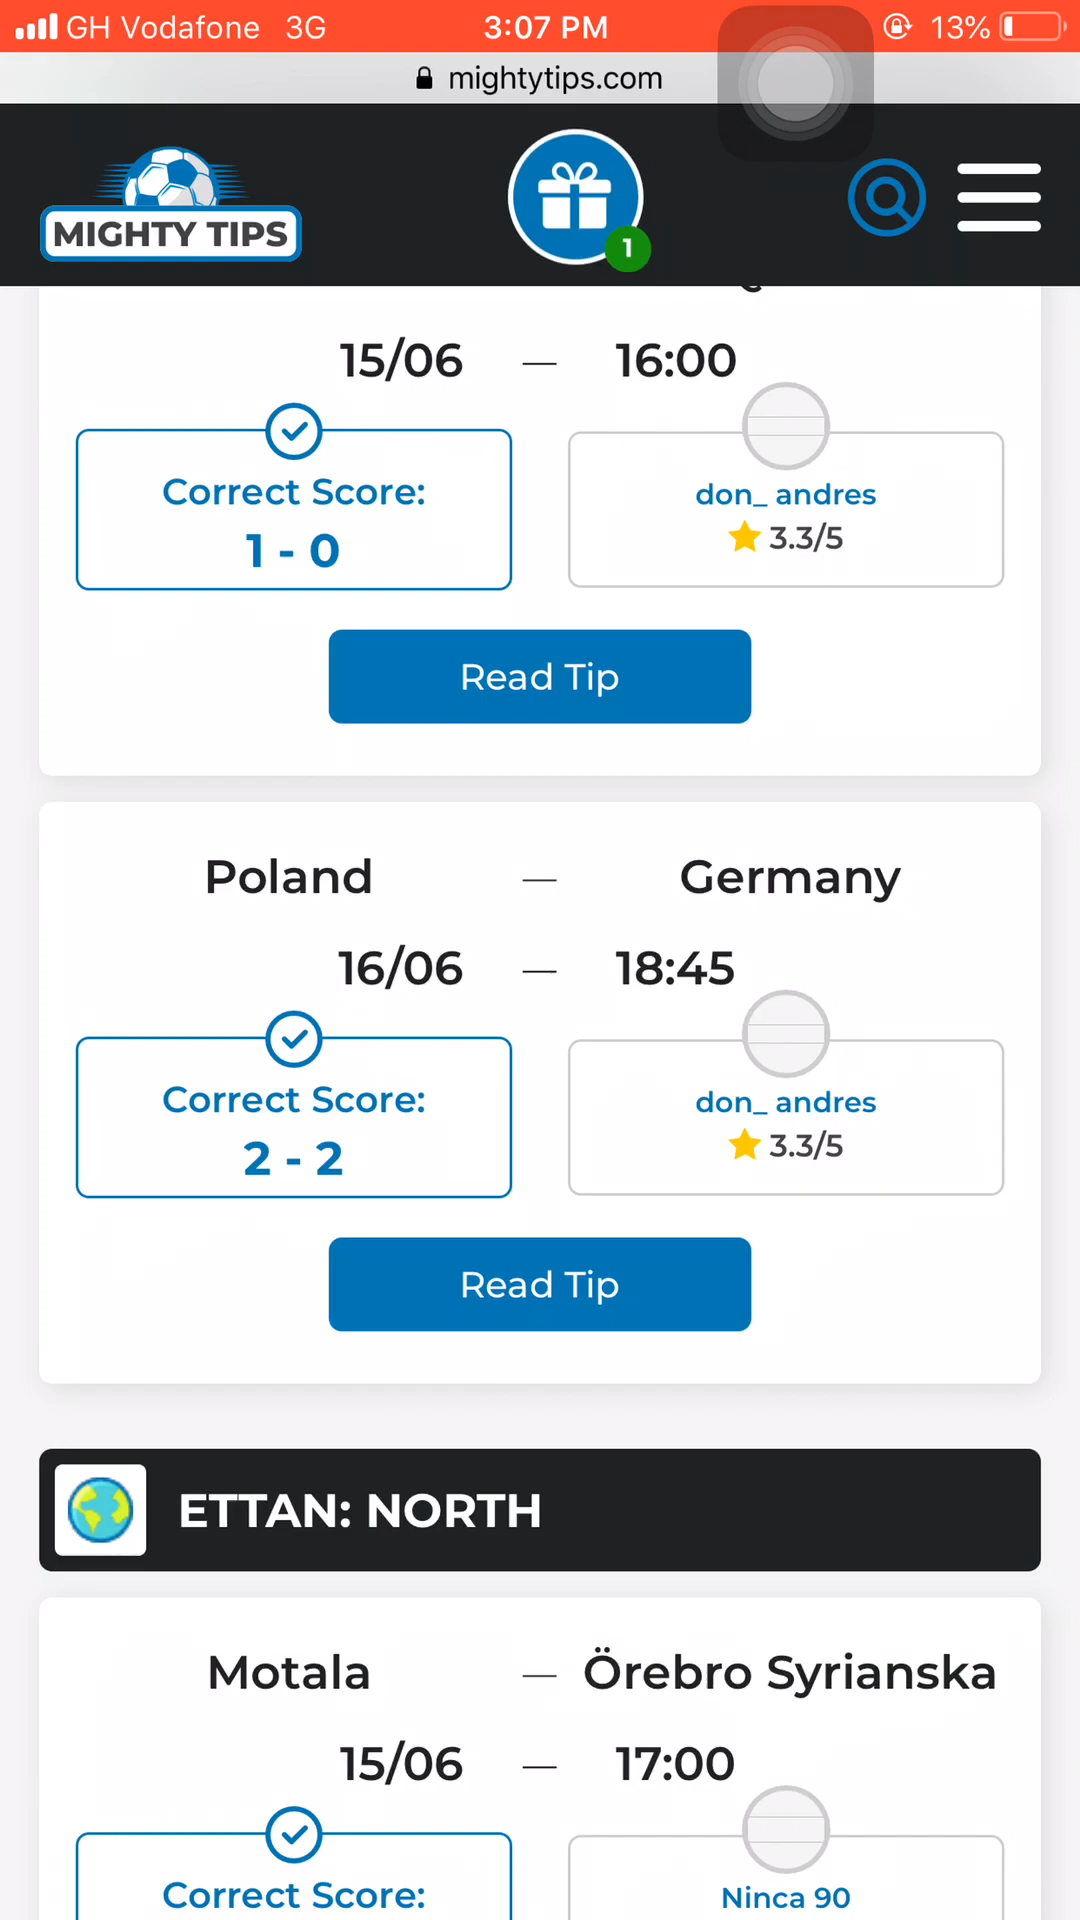 GH Vodafone 3G 3:07 PM 13%
mightytips.com
MIGHTY TIPS
1
15/06 — 16:00
Correct Score:
1 - 0
don_ andres
3.3/5
Read Tip
Poland — Germany
16/06 — 18:45
Correct Score:
2 - 2
don_ andres
3.3/5
Read Tip
ETTAN: NORTH
Motala — Örebro Syrianska
15/06 — 17:00
Correct Score:
Ninca 90